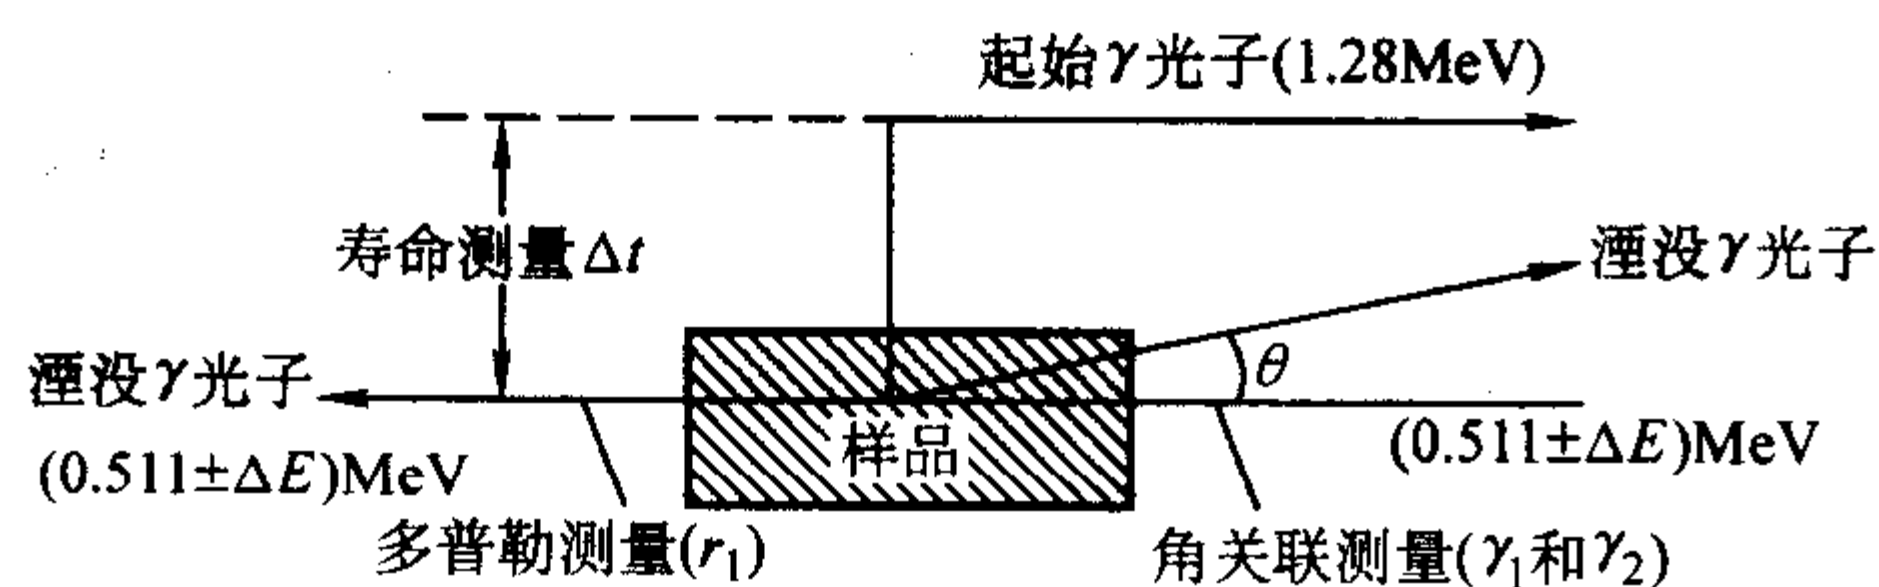 起始γ光子(1.28MeV)
寿命测量Δt
湮没γ光子
湮没γ光子
θ
(0.511±ΔE)MeV
样品
(0.511±ΔE)MeV
多普勒测量(r₁)
角关联测量(γ₁和γ₂)